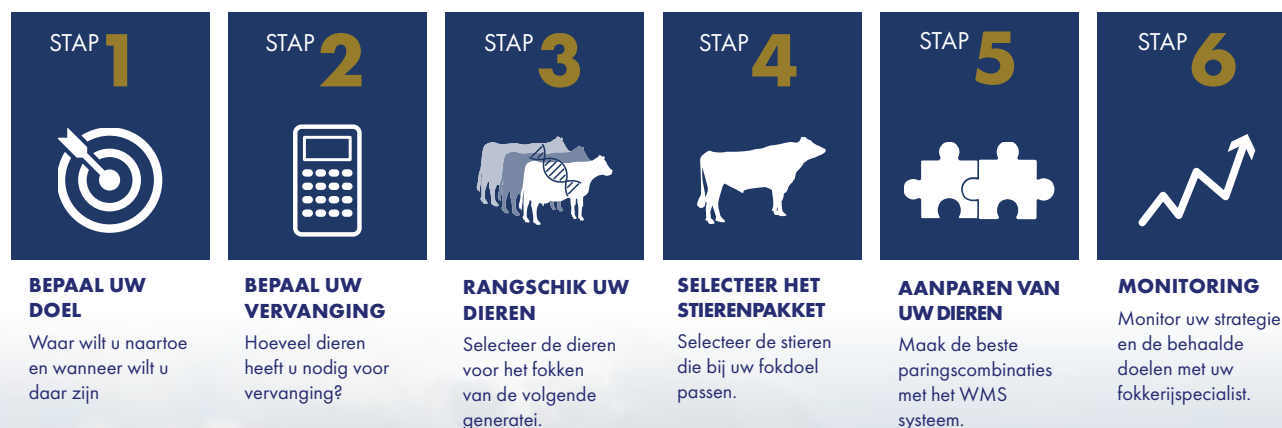 STAP 1
BEPAAL UW
DOEL
Waar wilt u naartoe
en wanneer wilt u
daar zijn
STAP 2
BEPAAL UW
VERVANGING
Hoeveel dieren
heeft u nodig voor
vervanging?
STAP 3
RANGSCHIK UW
DIEREN
Selecteer de dieren
voor het fokken
van de volgende
generatei.
STAP 4
SELECTEER HET
STIERENPAKKET
Selecteer de stieren
die bij uw fokdoel
passen.
STAP 5
AANPAREN VAN
UW DIEREN
Maak de beste
paringscombinaties
met het WMS
systeem.
STAP 6
MONITORING
Monitor uw strategie
en de behaalde
doelen met uw
fokkerijspecialist.